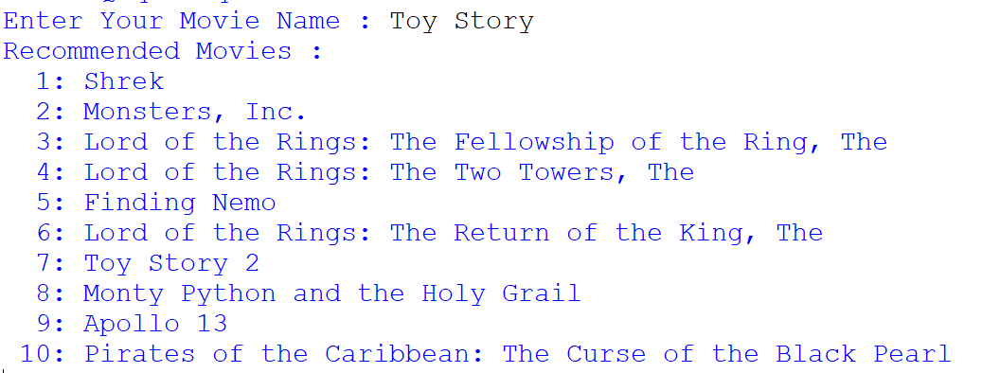 Enter Your Movie Name : Toy Story
Recommended Movies :
1: Shrek
2: Monsters, Inc.
3: Lord of the Rings: The Fellowship of the Ring, The
4: Lord of the Rings: The Two Towers, The
5: Finding Nemo
6: Lord of the Rings: The Return of the King, The
7: Toy Story 2
8: Monty Python and the Holy Grail
9: Apollo 13
10: Pirates of the Caribbean: The Curse of the Black Pearl